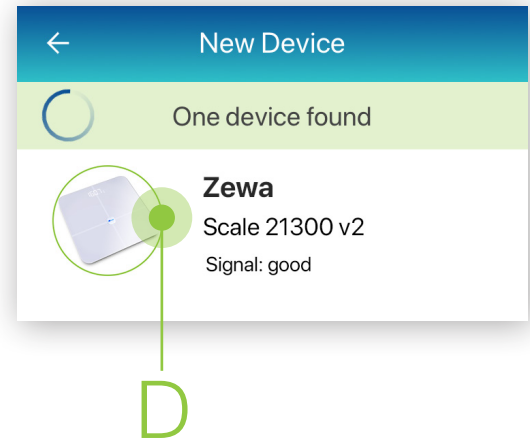 New Device
One device found
Zewa
Scale 21300 v2
Signal: good
D